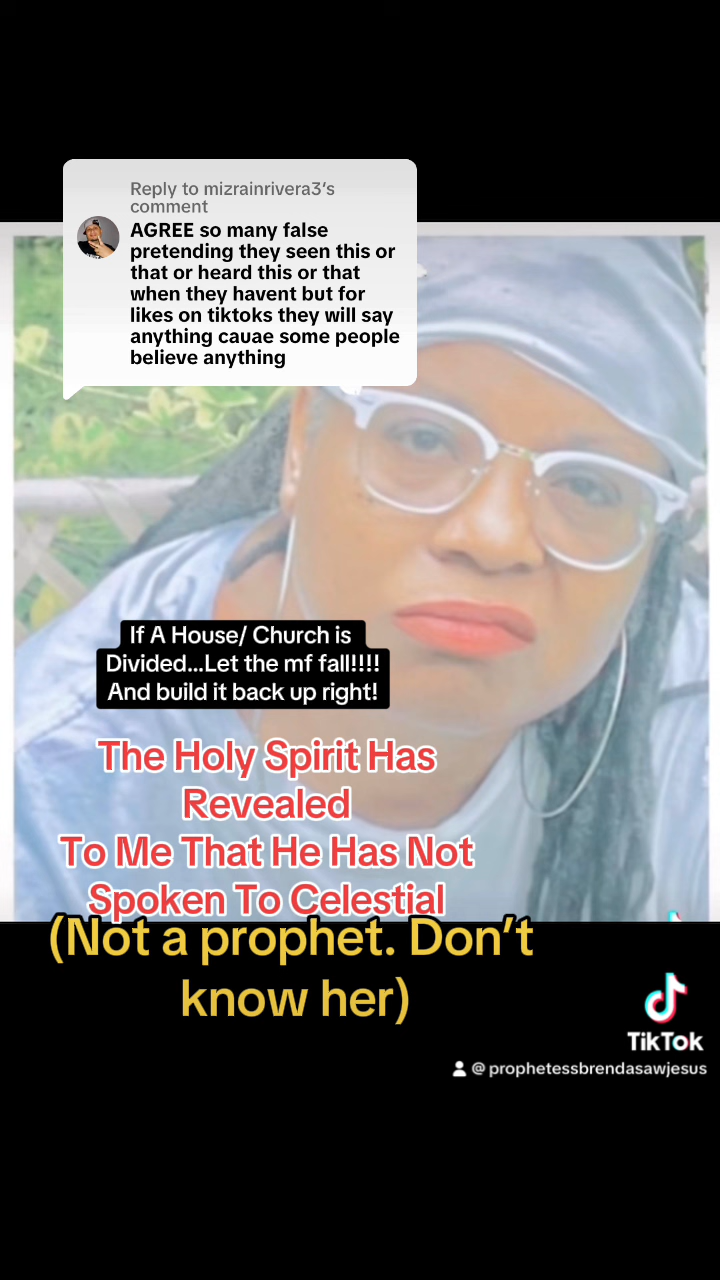 Reply to mizrainrivera3's
comment
AGREE so many false
pretending they seen this or
that or heard this or that
when they havent but for
likes on tiktoks they will say
anything cauae some people
believe anything
If A House/ Church is
Divided...Let the mf fall!!!!
And build it back up right!
The Holy Spirit Has
Revealed
To Me That He Has Not
Spoken To Celestial
(Not a prophet. Don't
know her)
TikTok
@prophetessbrendasawjesus